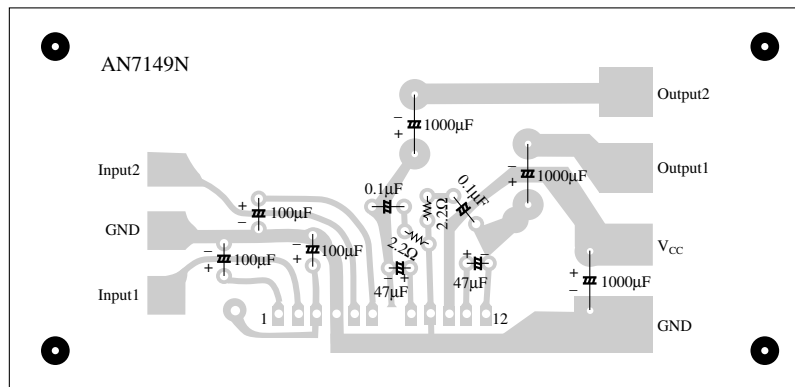 AN7149N
Output2
1000µF
Output1
Input2
0.1µF
0.1µF
1000µF
100µF
2.2Ω
GND
2.2Ω
VCC
100µF
100µF
47µF
47µF
1000µF
Input1
1
12
GND